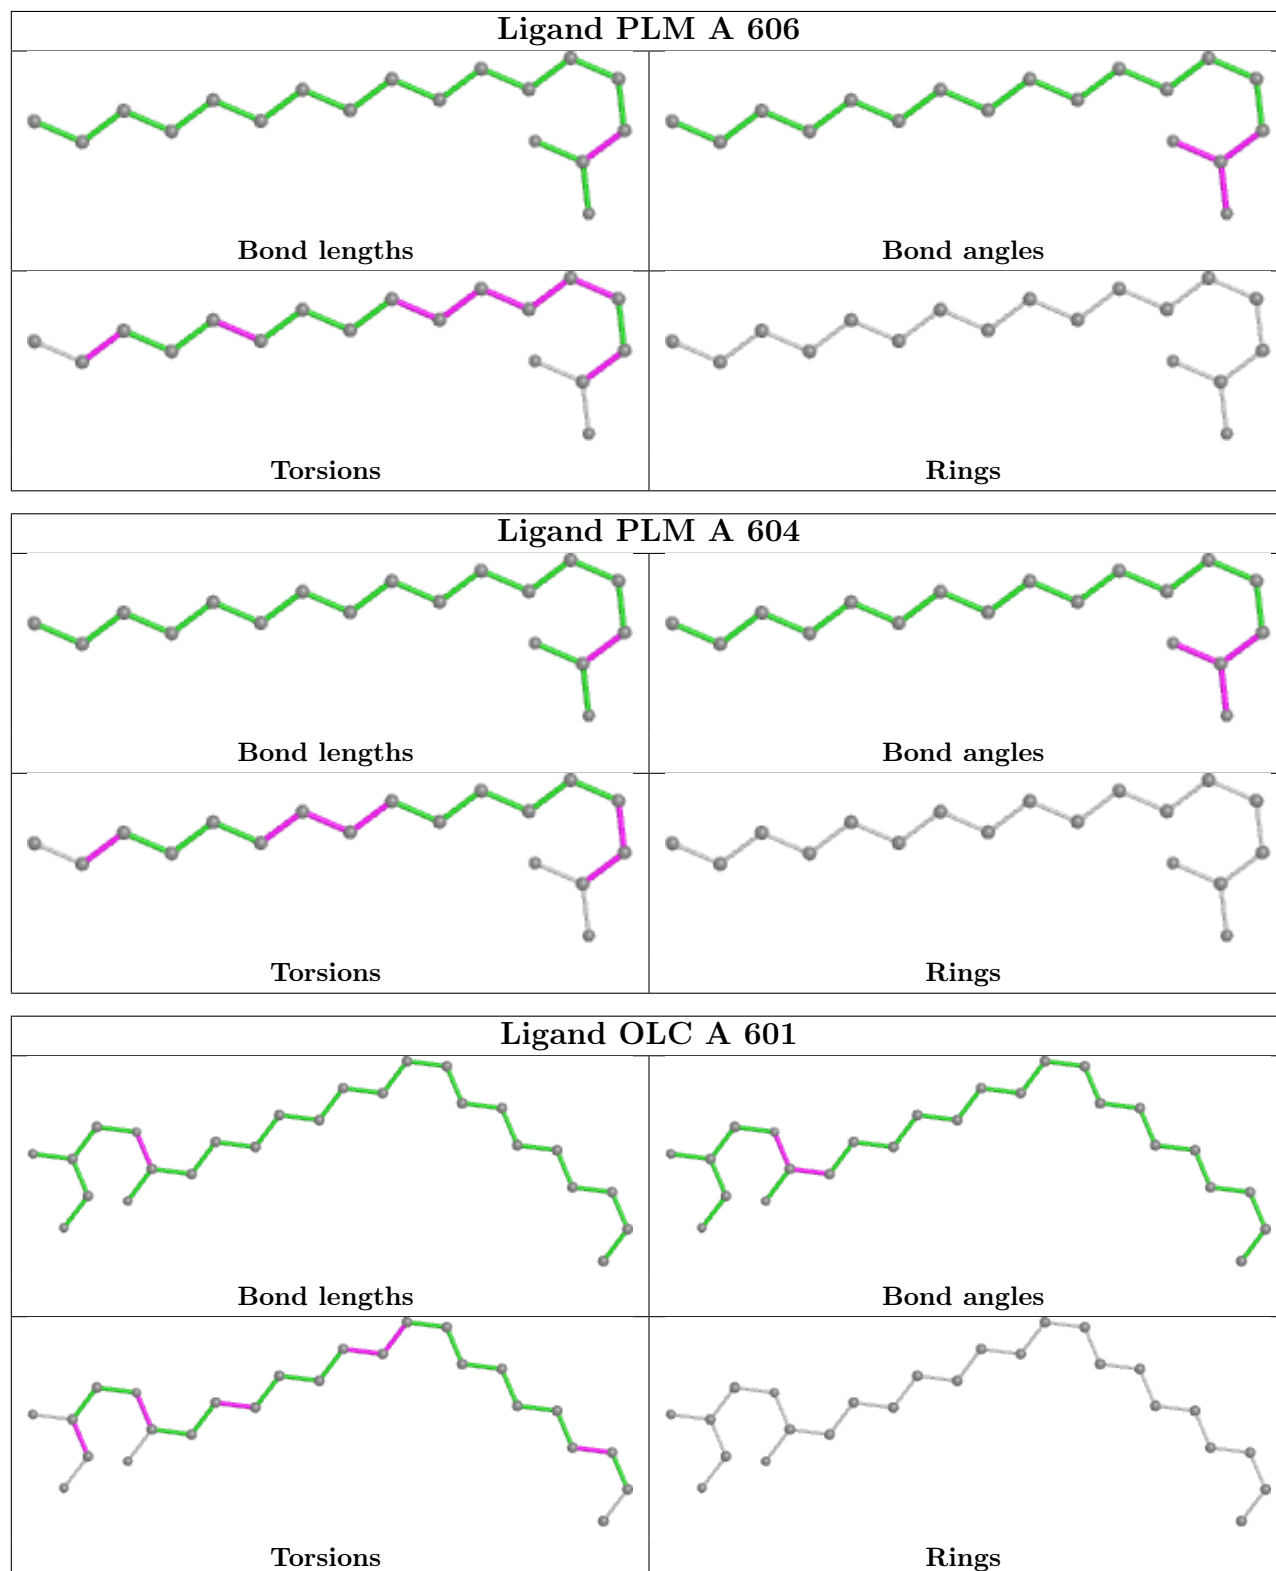 Ligand PLM A 606
Bond lengths
Bond angles
Torsions
Rings
Ligand PLM A 604
Bond lengths
Bond angles
Torsions
Rings
Ligand OLC A 601
Bond lengths
Bond angles
Torsions
Rings